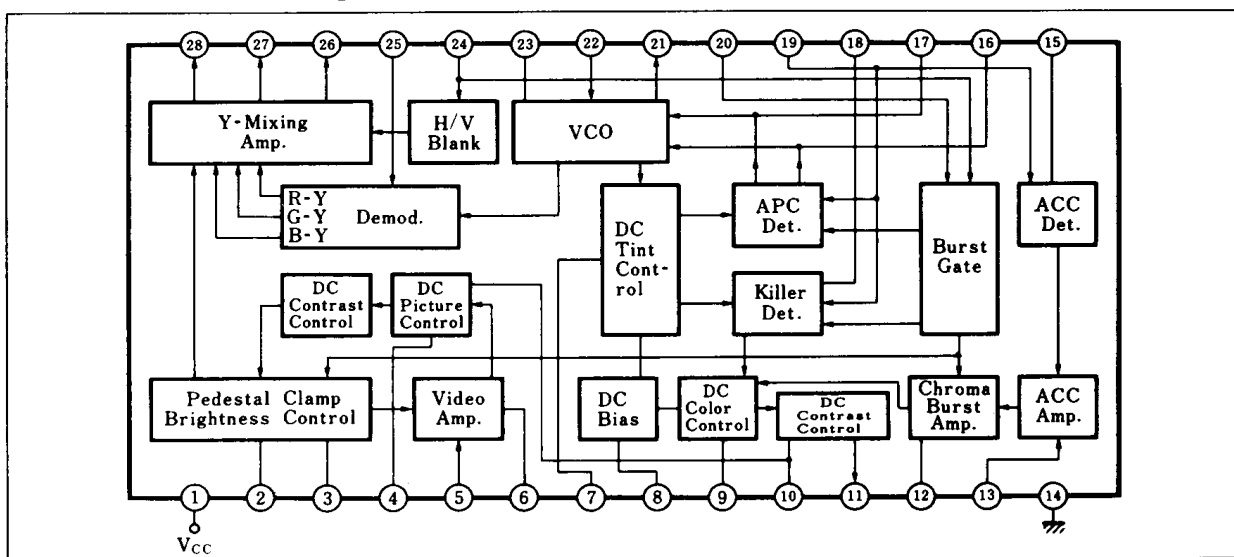 28 27 26 25 24 23 22 21 20 19 18 17 16 15
Y-Mixing
Amp.
H/V
Blank
VCO
R-Y
G-Y
B-Y
Demod.
DC
Tint
Cont-
rol
APC
Det.
Burst
Gate
ACC
Det.
DC
Contrast
Control
DC
Picture
Control
Killer
Det.
Pedestal Clamp
Brightness Control
Video
Amp.
DC
Bias
DC
Color
Control
DC
Contrast
Control
Chroma
Burst
Amp.
ACC
Amp.
1 2 3 4 5 6 7 8 9 10 11 12 13 14
Vcc